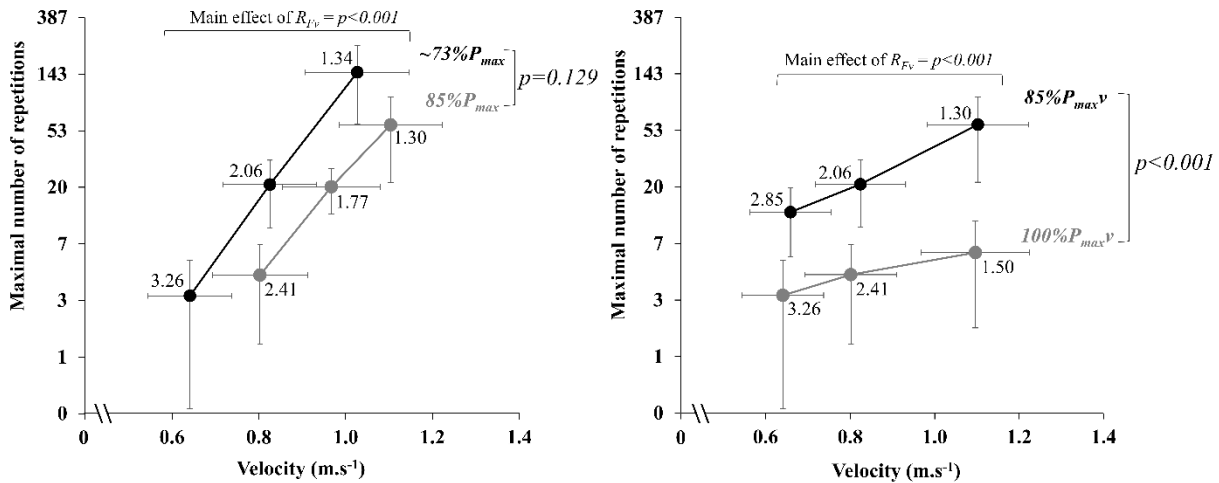 387
143
53
20
7
3
1
0
Maximal number of repetitions
Main effect of R_Fv = p<0.001
~73%P_max
85%P_max
p=0.129
1.34
2.06
3.26
1.30
1.77
2.41
0 0.6 0.8 1.0 1.2 1.4
Velocity (m.s⁻¹)
387
143
53
20
7
3
1
0
Maximal number of repetitions
Main effect of R_Fv = p<0.001
85%P_maxv
100%P_maxv
p<0.001
1.30
2.06
2.85
1.50
2.41
3.26
0 0.6 0.8 1.0 1.2 1.4
Velocity (m.s⁻¹)